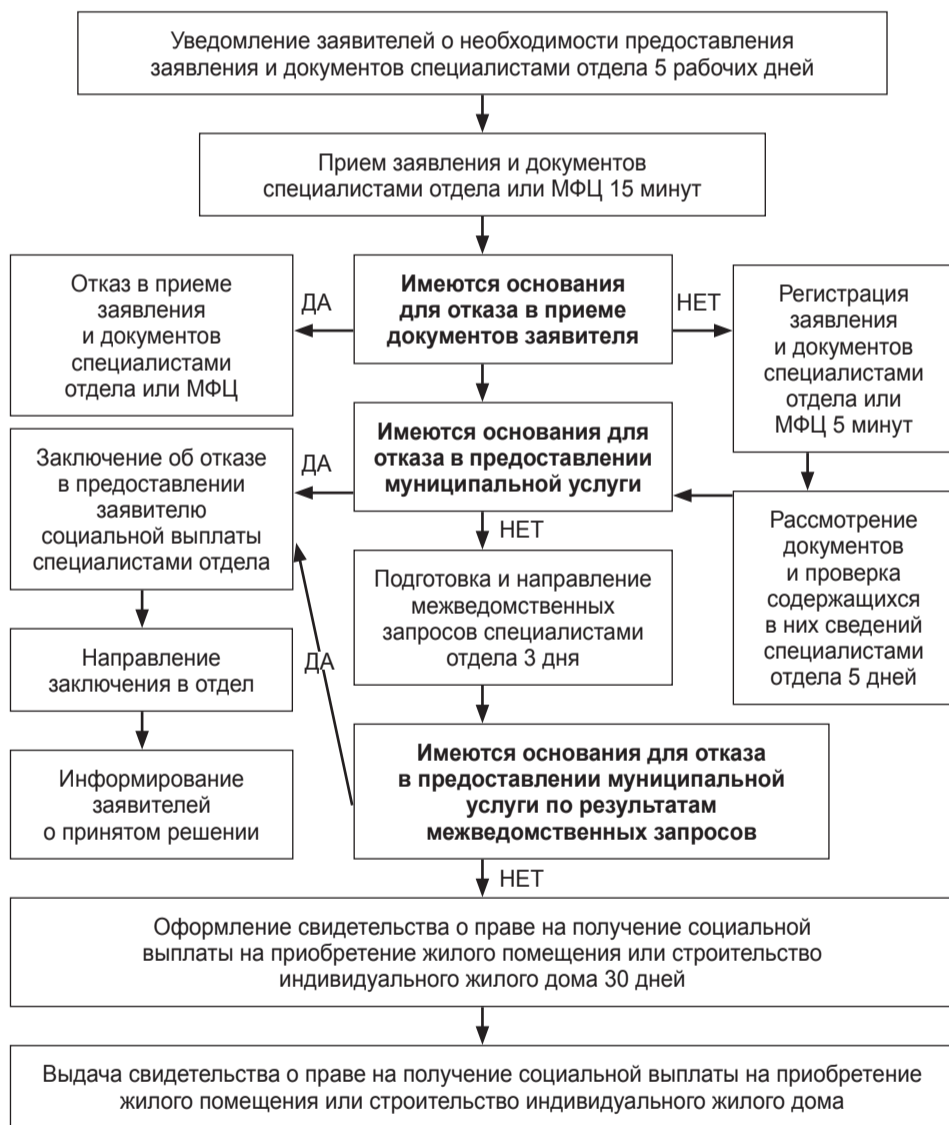 Уведомление заявителей о необходимости предоставления
заявления и документов специалистами отдела 5 рабочих дней
Прием заявления и документов
специалистами отдела или МФЦ 15 минут
Отказ в приеме
заявления
и документов
специалистами
отдела или МФЦ
ДА
Имеются основания
для отказа в приеме
документов заявителя
НЕТ
Регистрация
заявления
и документов
специалистами
отдела или
МФЦ 5 минут
Заключение об отказе
в предоставлении
заявителю
социальной выплаты
специалистами отдела
ДА
Имеются основания для
отказа в предоставлении
муниципальной услуги
НЕТ
Рассмотрение
документов
и проверка
содержащихся
в них сведений
специалистами
отдела 5 дней
Подготовка и направление
межведомственных
запросов специалистами
отдела 3 дня
Направление
заключения в отдел
ДА
Информирование
заявителей
о принятом решении
Имеются основания для отказа
в предоставлении муниципальной
услуги по результатам
межведомственных запросов
НЕТ
Оформление свидетельства о праве на получение социальной
выплаты на приобретение жилого помещения или строительство
индивидуального жилого дома 30 дней
Выдача свидетельства о праве на получение социальной выплаты на приобретение
жилого помещения или строительство индивидуального жилого дома